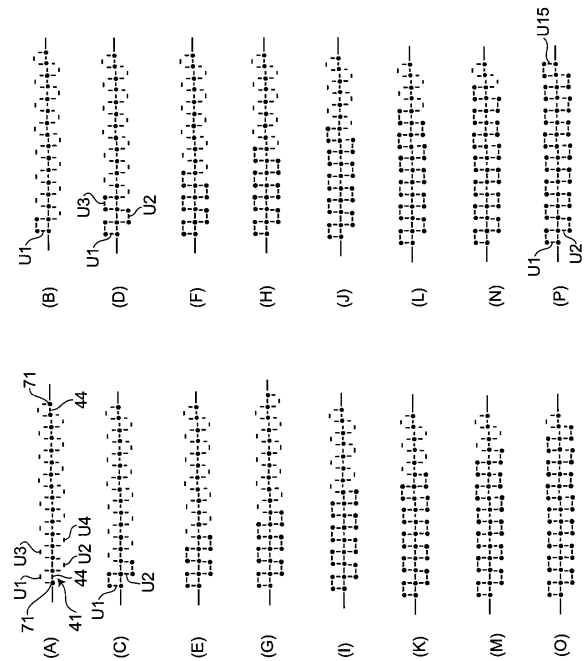 (A) 71 41 44 U1 U2 U3 U4 44 71
(B) U1
(C) U1 U2
(D) U1 U2 U3
(E)
(F)
(G)
(H)
(I)
(J)
(K)
(L)
(M)
(N)
(O)
(P) U1 U2 U15